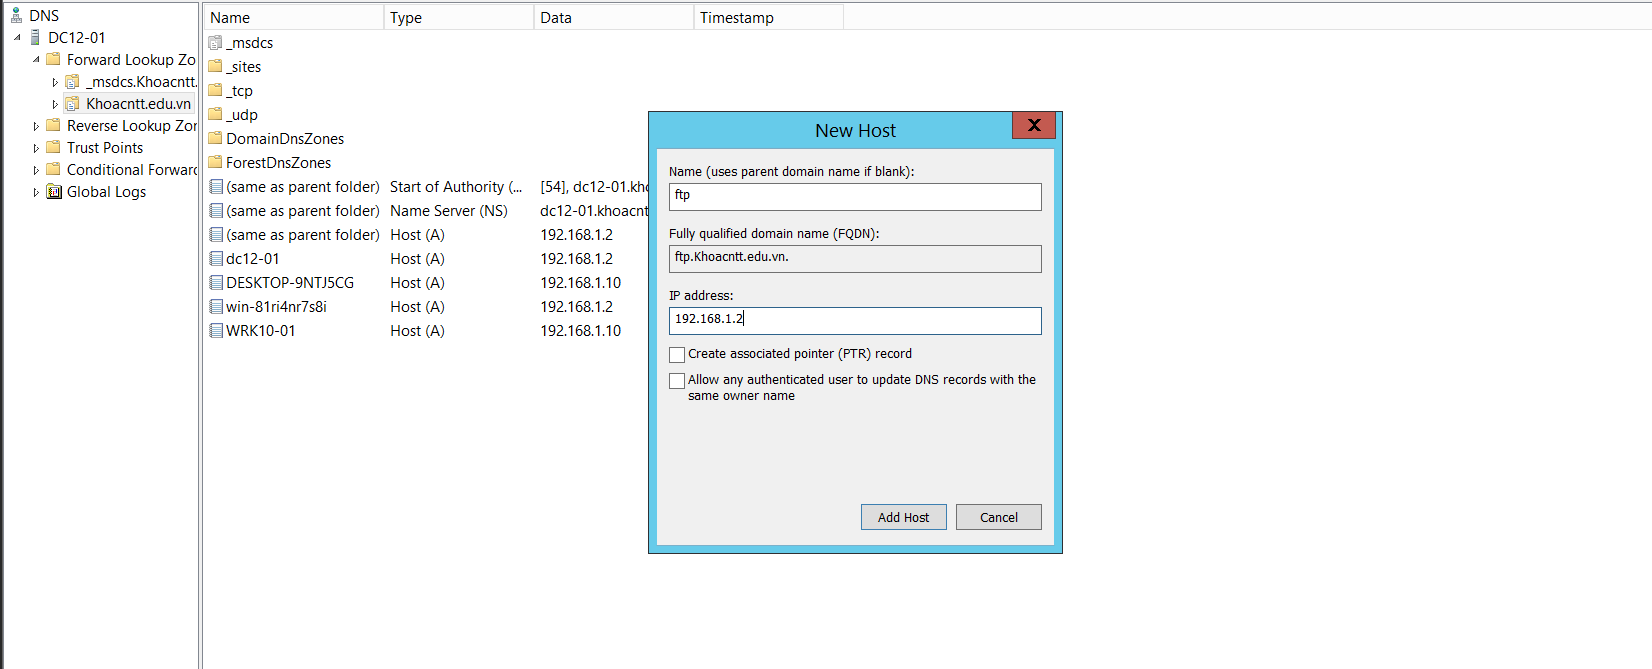 DNS
DC12-01
Forward Lookup Zo
_msdcs.Khoacntt.
Khoacntt.edu.vn
Reverse Lookup Zor
Trust Points
Conditional Forward
Global Logs
Name Type Data Timestamp
_msdcs
_sites
_tcp
_udp
DomainDnsZones
ForestDnsZones
(same as parent folder) Start of Authority (... [54], dc12-01.kho
(same as parent folder) Name Server (NS) dc12-01.khoacnt
(same as parent folder) Host (A) 192.168.1.2
dc12-01 Host (A) 192.168.1.2
DESKTOP-9NTJ5CG Host (A) 192.168.1.10
win-81ri4nr7s8i Host (A) 192.168.1.2
WRK10-01 Host (A) 192.168.1.10
New Host
X
Name (uses parent domain name if blank):
ftp
Fully qualified domain name (FQDN):
ftp.Khoacntt.edu.vn.
IP address:
192.168.1.2
Create associated pointer (PTR) record
Allow any authenticated user to update DNS records with the
same owner name
Add Host Cancel